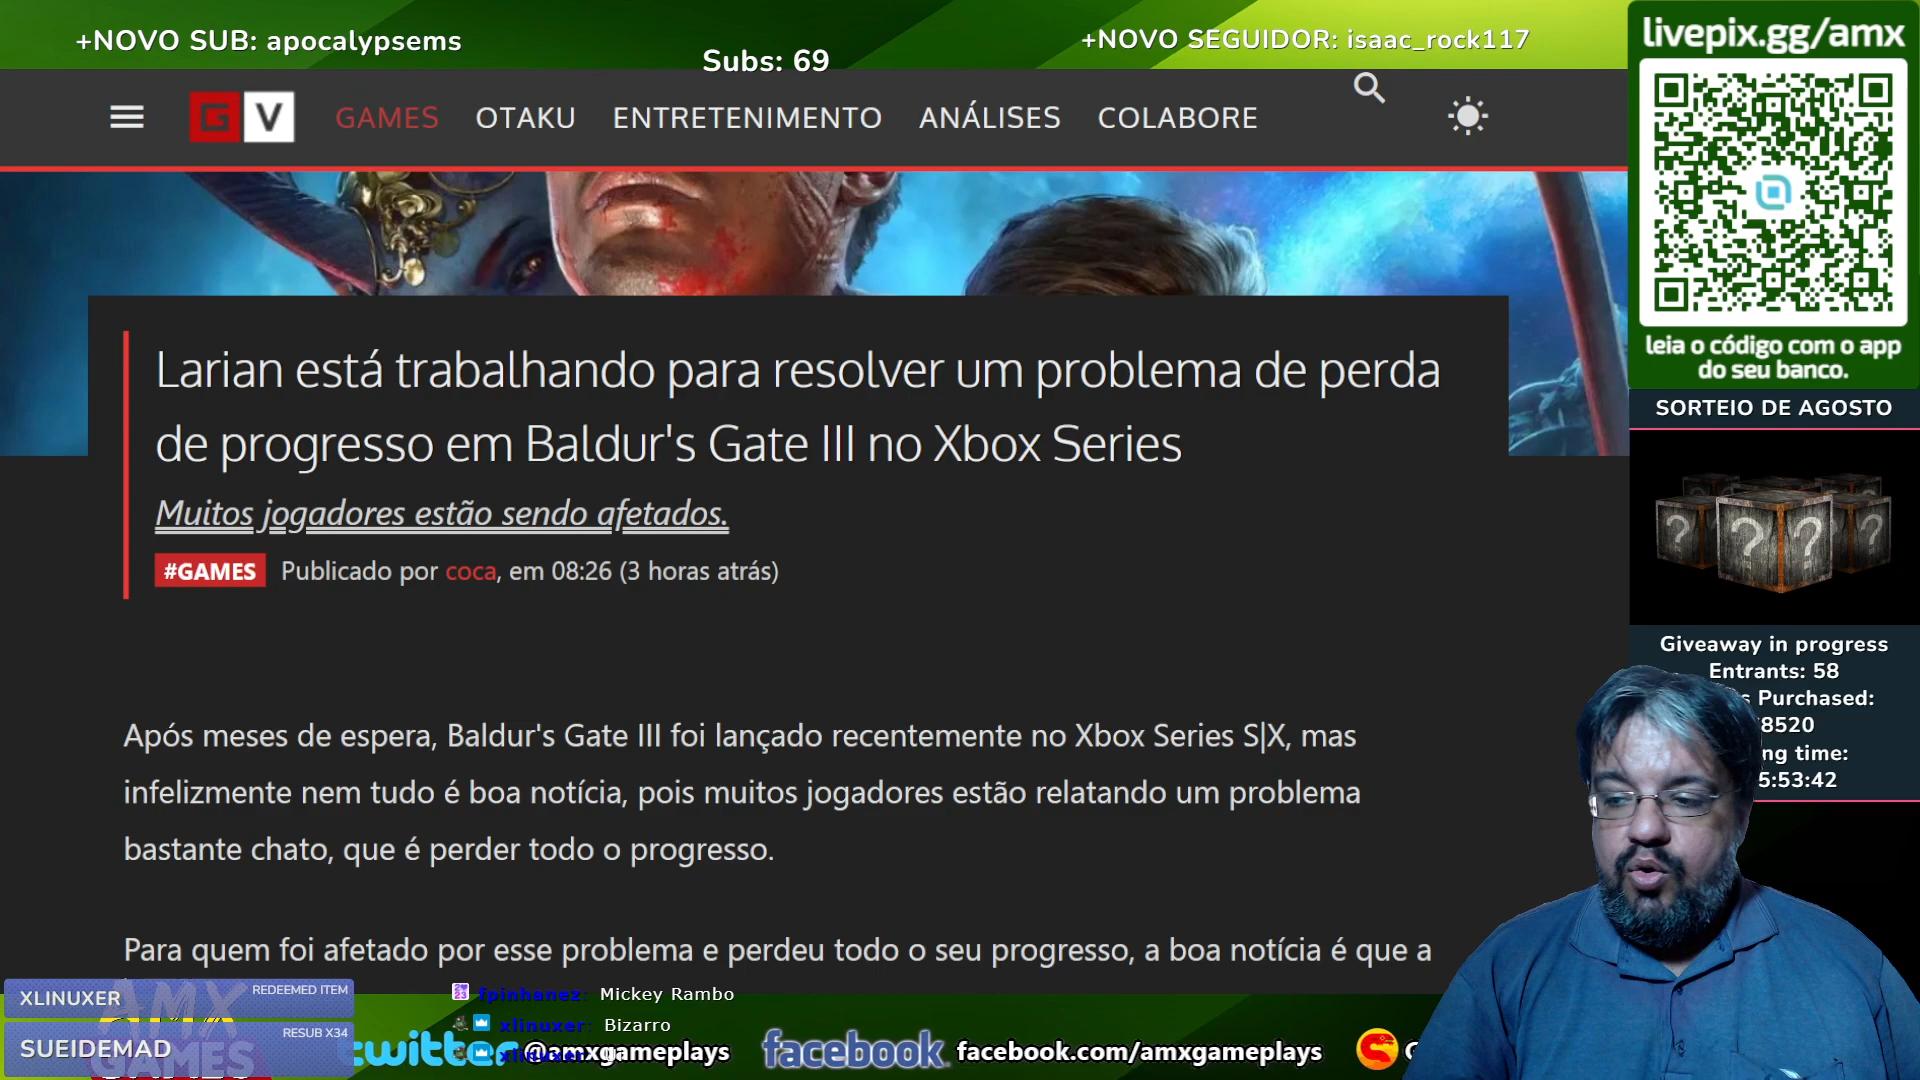 +NOVO SUB: apocalypsems
Subs: 69
+NOVO SEGUIDOR: isaac_rock117
livepix.gg/amx
G V
GAMES OTAKU ENTRETENIMENTO ANÁLISES COLABORE
leia o código com o app
do seu banco.
SORTEIO DE AGOSTO
? ? ? ?
Larian está trabalhando para resolver um problema de perda
de progresso em Baldur's Gate III no Xbox Series
Muitos jogadores estão sendo afetados.
#GAMES Publicado por coca, em 08:26 (3 horas atrás)
Giveaway in progress
Entrants: 58
Purchased:
8520
time:
5:53:42
Após meses de espera, Baldur's Gate III foi lançado recentemente no Xbox Series S|X, mas
infelizmente nem tudo é boa notícia, pois muitos jogadores estão relatando um problema
bastante chato, que é perder todo o progresso.
Para quem foi afetado por esse problema e perdeu todo o seu progresso, a boa notícia é que a
XLINUXER REDEEMED ITEM
SUEIDEMAD RESUB X34
AMX
GAMES
fpinhanez: Mickey Rambo
xlinuxer: Bizarro
xlinuxer:
twitter @amxgameplays
facebook facebook.com/amxgameplays